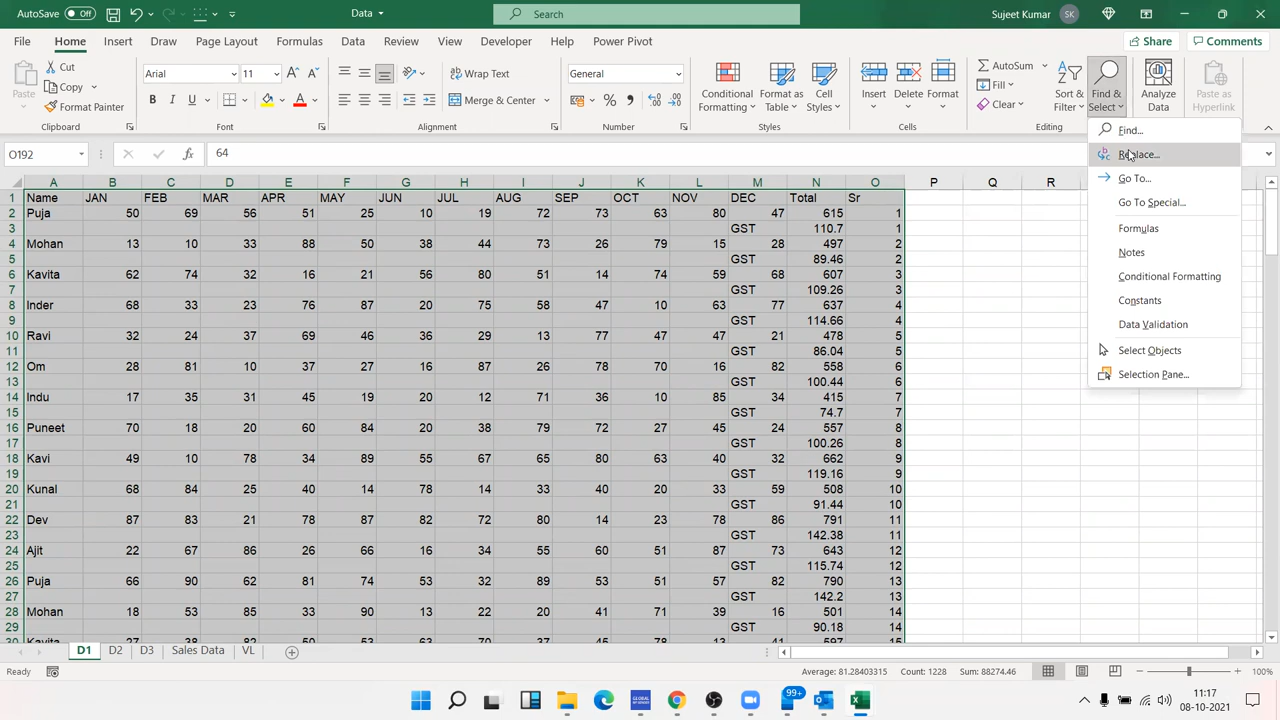 AutoSave Off Data Search Sujeet Kumar SK
File Home Insert Draw Page Layout Formulas Data Review View Developer Help Power Pivot Share Comments
Paste Cut Copy Format Painter Clipboard
Arial 11 B I U A A A Font
ab Wrap Text Merge & Center Alignment
General % Number
Conditional Formatting Format as Table Cell Styles Styles
Insert Delete Format Cells
AutoSum Fill Clear Sort & Filter Find & Select Editing
Analyze Data Paste as Hyperlink
Find...
Replace...
Go To...
Go To Special...
Formulas
Notes
Conditional Formatting
Constants
Data Validation
Select Objects
Selection Pane...
O192 fx 64
A B C D E F G H I J K L M N O P Q R
1 Name JAN FEB MAR APR MAY JUN JUL AUG SEP OCT NOV DEC Total Sr
2 Puja 50 69 56 51 25 10 19 72 73 63 80 47 615 1
3 GST 110.7 1
4 Mohan 13 10 33 88 50 38 44 73 26 79 15 28 497 2
5 GST 89.46 2
6 Kavita 62 74 32 16 21 56 80 51 14 74 59 68 607 3
7 GST 109.26 3
8 Inder 68 33 23 76 87 20 75 58 47 10 63 77 637 4
9 GST 114.66 4
10 Ravi 32 24 37 69 46 36 29 13 77 47 47 21 478 5
11 GST 86.04 5
12 Om 28 81 10 37 27 16 87 26 78 70 16 82 558 6
13 GST 100.44 6
14 Indu 17 35 31 45 19 20 12 71 36 10 85 34 415 7
15 GST 74.7 7
16 Puneet 70 18 20 60 84 20 38 79 72 27 45 24 557 8
17 GST 100.26 8
18 Kavi 49 10 78 34 89 55 67 65 80 63 40 32 662 9
19 GST 119.16 9
20 Kunal 68 84 25 40 14 78 14 33 40 20 33 59 508 10
21 GST 91.44 10
22 Dev 87 83 21 78 87 82 72 80 14 23 78 86 791 11
23 GST 142.38 11
24 Ajit 22 67 86 26 66 16 34 55 60 51 87 73 643 12
25 GST 115.74 12
26 Puja 66 90 62 81 74 53 32 89 53 51 57 82 790 13
27 GST 142.2 13
28 Mohan 18 53 85 33 90 13 22 20 41 71 39 16 501 14
29 GST 90.18 14
30 Kavita 27 38 82 50 53 63 70 37 45 78 13 41 597 15
D1 D2 D3 Sales Data VL
Ready Average: 81.28403315 Count: 1228 Sum: 88274.46 100%
99+ 11:17
08-10-2021